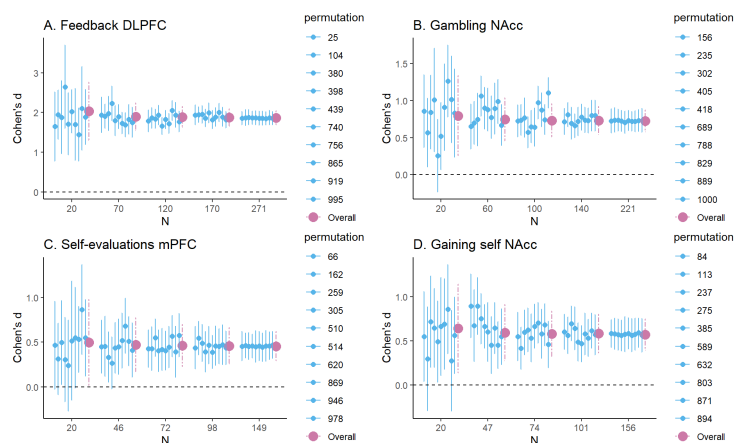 A. Feedback DLPFC
Cohen's d
3
2
1
0
20 70 120 170 271
N
permutation
25
104
380
398
439
740
756
865
919
995
Overall
B. Gambling NAcc
Cohen's d
1.5
1.0
0.5
0.0
20 60 100 140 221
N
permutation
156
235
302
405
418
689
788
829
889
1000
Overall
C. Self-evaluations mPFC
Cohen's d
1.0
0.5
0.0
20 46 72 98 149
N
permutation
66
162
259
305
510
514
620
869
946
978
Overall
D. Gaining self NAcc
Cohen's d
1.0
0.5
0.0
20 47 74 101 156
N
permutation
84
113
237
275
385
589
632
803
871
894
Overall